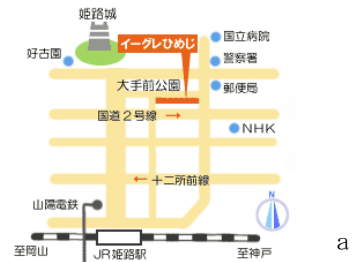 姫路城
イーグレひめじ
国立病院
好古園
警察署
大手前公園
郵便局
国道2号線 →
NHK
← 十二所前線
山陽電鉄
N
至岡山
JR姫路駅
至神戸
a